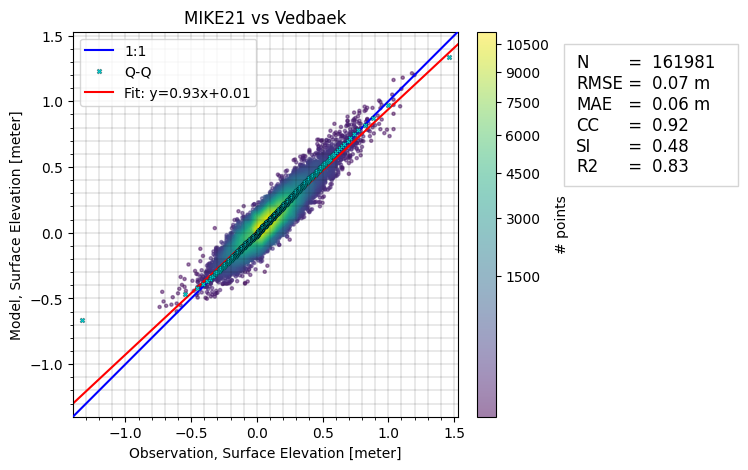 MIKE21 vs Vedbaek
1:1
Q-Q
Fit: y=0.93x+0.01
1.5
1.0
0.5
0.0
−0.5
−1.0
Model, Surface Elevation [meter]
−1.0
−0.5
0.0
0.5
1.0
1.5
Observation, Surface Elevation [meter]
10500
9000
7500
6000
4500
3000
1500
# points
N = 161981
RMSE = 0.07 m
MAE = 0.06 m
CC = 0.92
SI = 0.48
R2 = 0.83